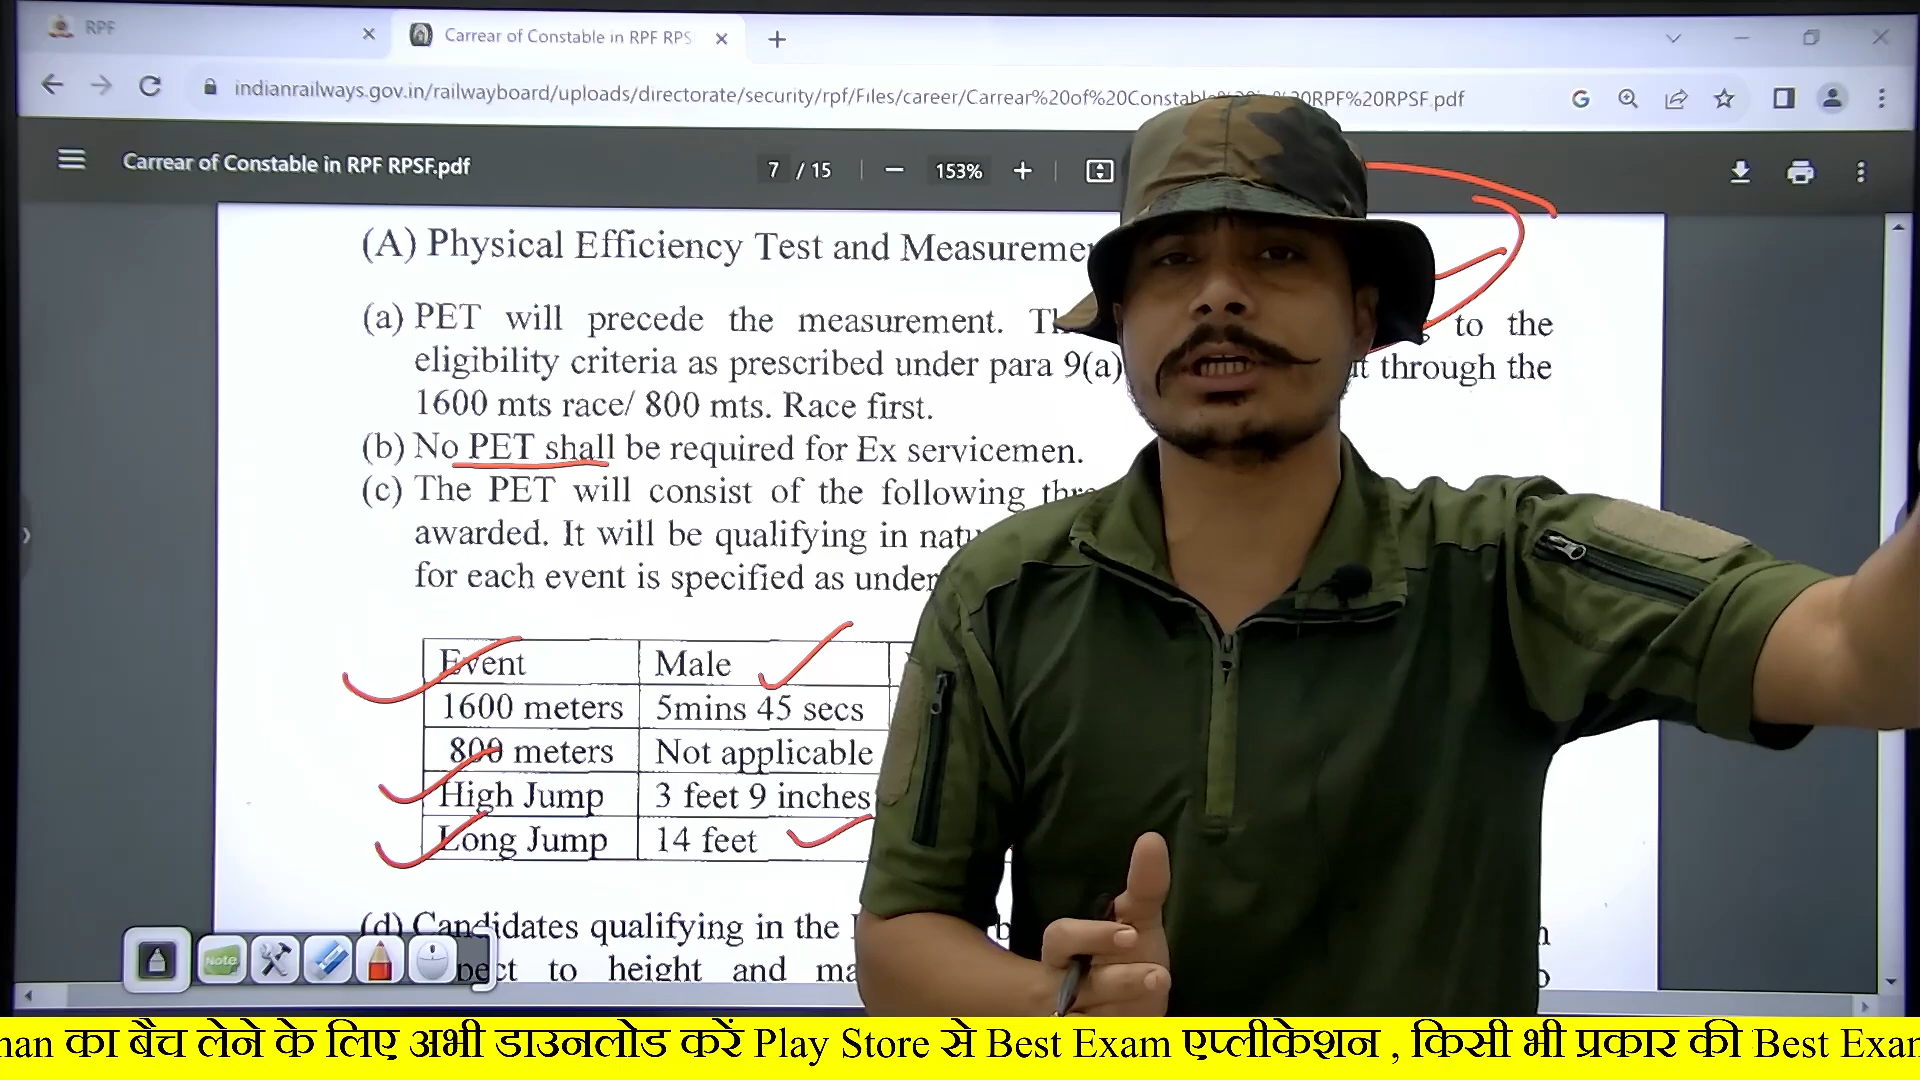 RPF
Carrear of Constable in RPF RPS
indianrailways.gov.in/railwayboard/uploads/directorate/security/rpf/Files/career/Carrear%20of%20Constable% %20RPF%20RPSF.pdf
Carrear of Constable in RPF RPSF.pdf
7 / 15
153%
(A) Physical Efficiency Test and Measureme
(a) PET will precede the measurement. to the
eligibility criteria as prescribed under para 9(a) through the
1600 mts race/ 800 mts. Race first.
(b) No PET shall be required for Ex servicemen.
(c) The PET will consist of the following thr
awarded. It will be qualifying in natu
for each event is specified as under
Event Male
1600 meters 5mins 45 secs
800 meters Not applicable
High Jump 3 feet 9 inches
Long Jump 14 feet
(d) Candidates qualifying in the
pect to height and ma
Note
nan का बैच लेने के लिए अभी डाउनलोड करें Play Store से Best Exam एप्लीकेशन , किसी भी प्रकार की Best Exan